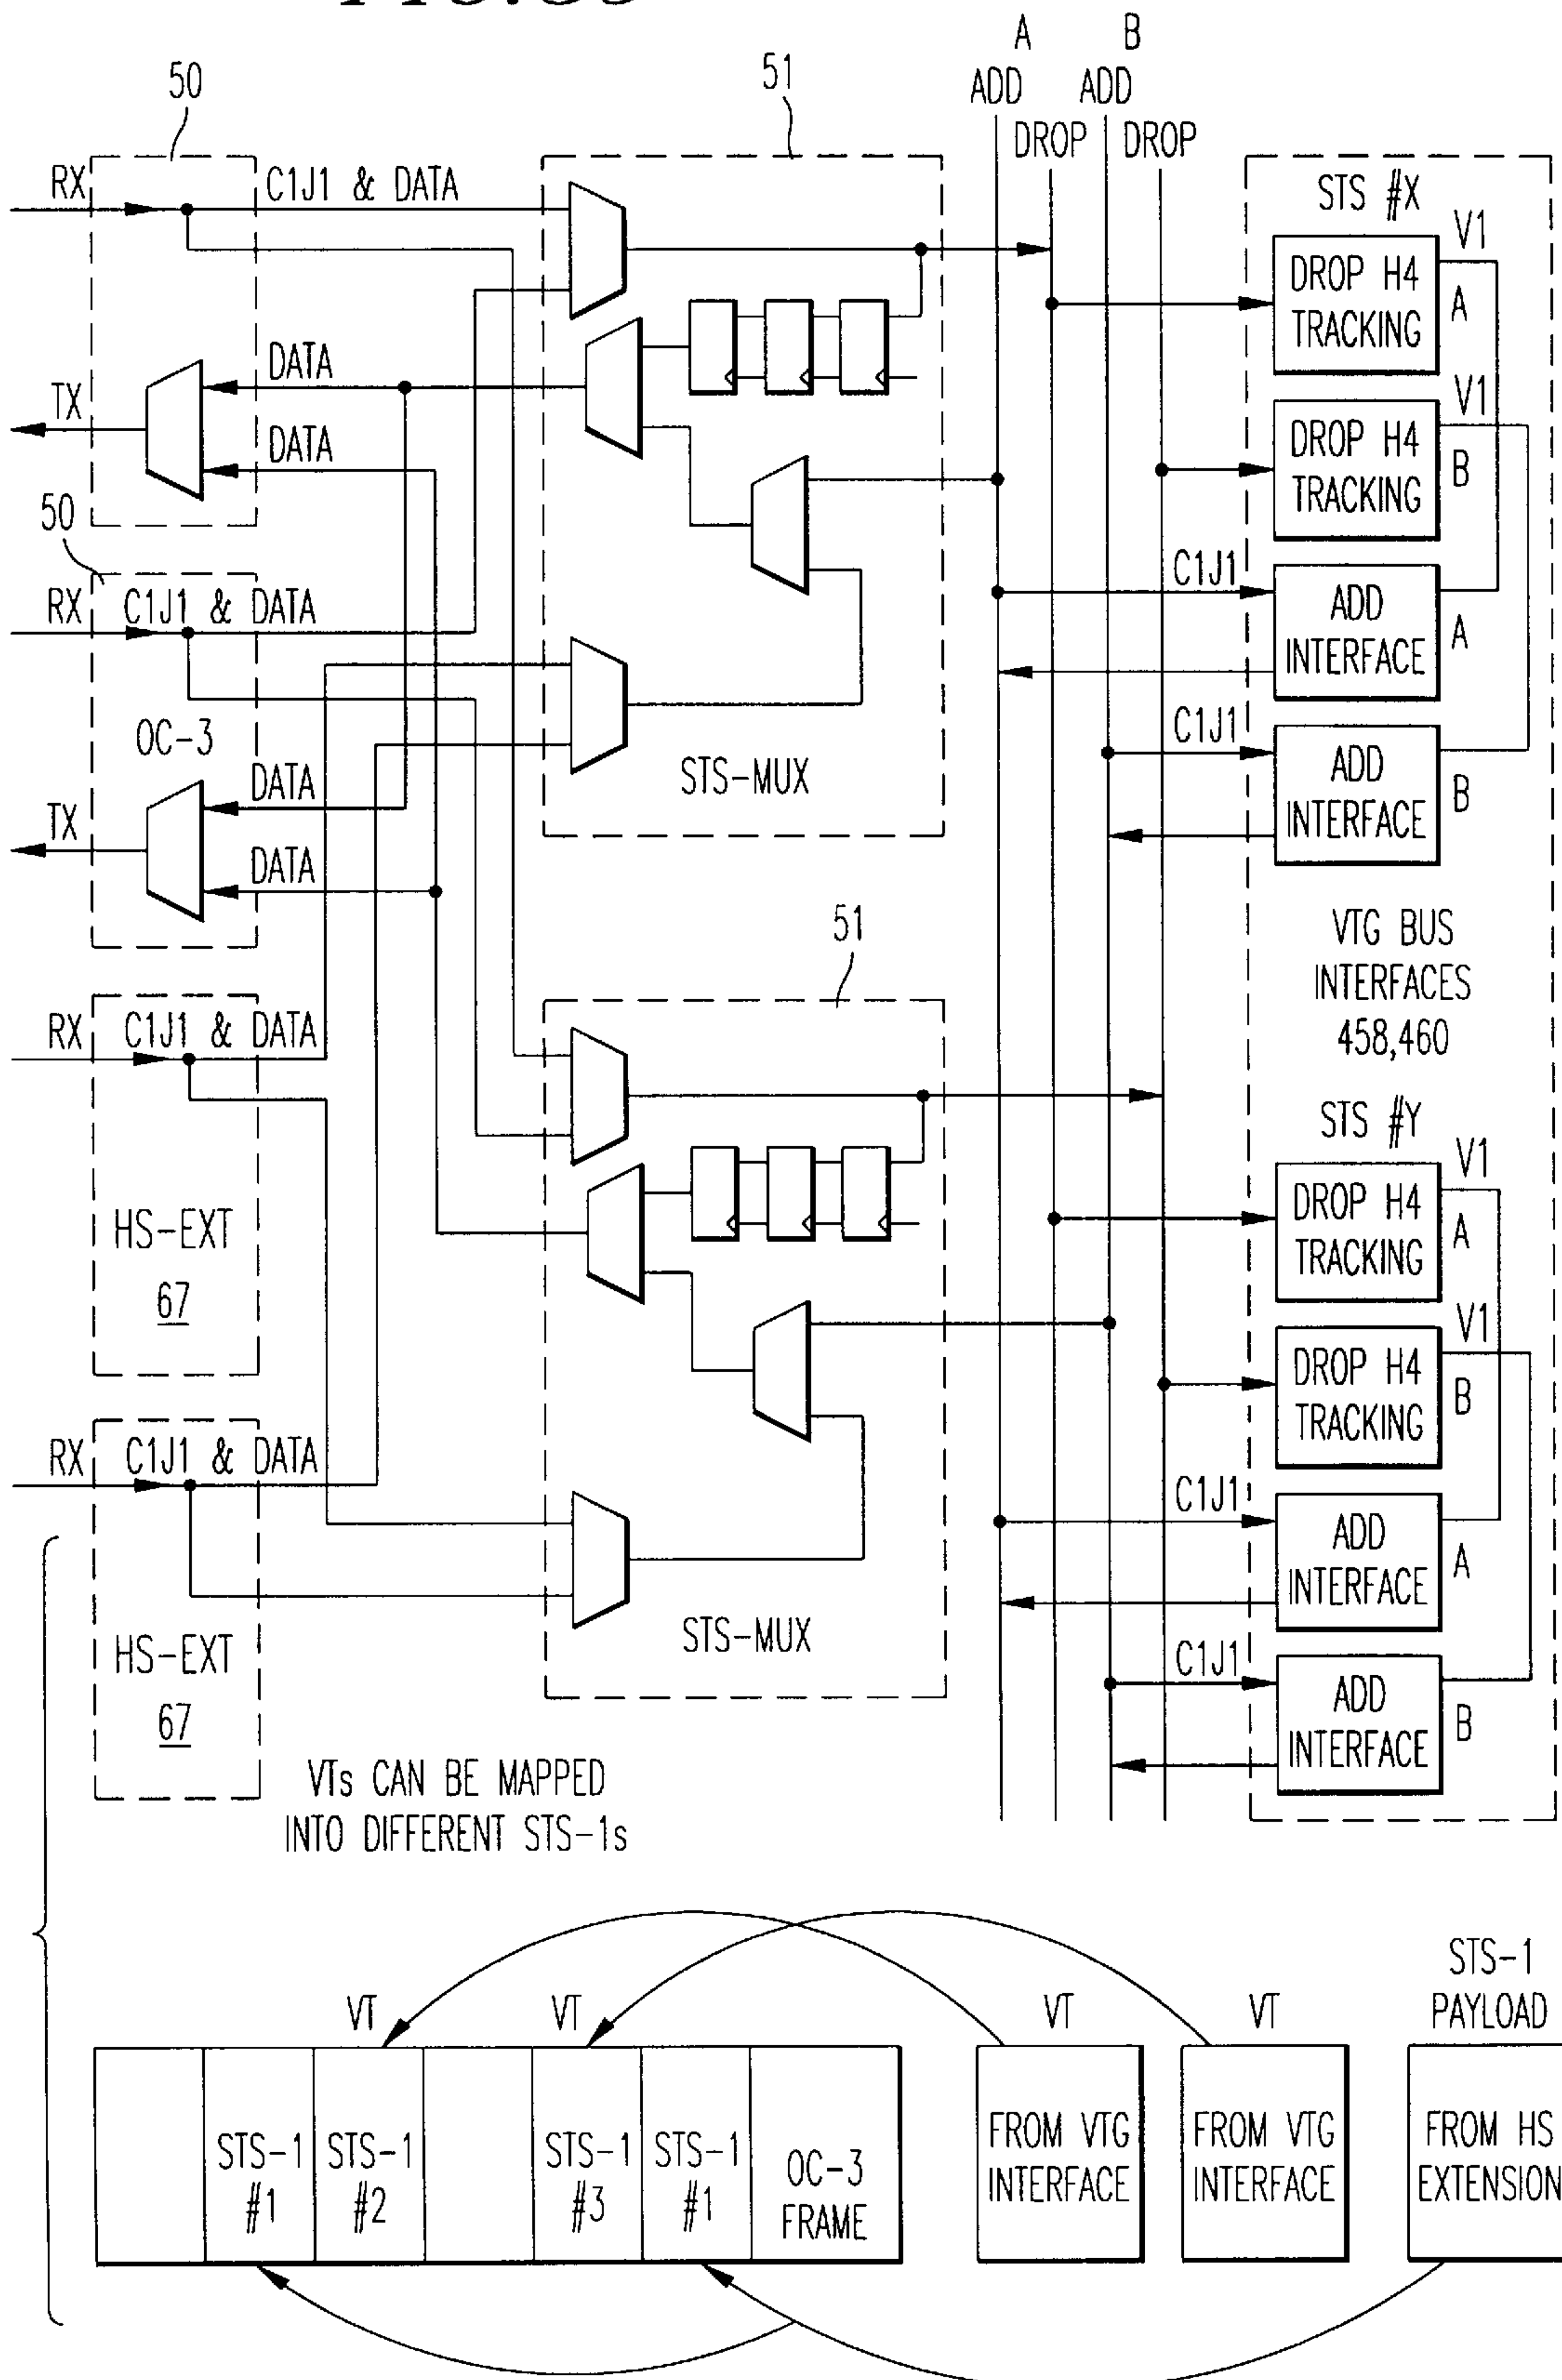 A
B
ADD
ADD
DROP
DROP
50
51
RX
C1J1 & DATA
STS #X
DROP H4
TRACKING
V1
A
DATA
TX
DATA
DROP H4
TRACKING
V1
B
50
RX
C1J1 & DATA
C1J1
ADD
INTERFACE
A
OC-3
STS-MUX
C1J1
ADD
INTERFACE
B
DATA
TX
DATA
51
VTG BUS
INTERFACES
458,460
RX
C1J1 & DATA
STS #Y
DROP H4
TRACKING
V1
A
HS-EXT
67
DROP H4
TRACKING
V1
B
RX
C1J1 & DATA
C1J1
ADD
INTERFACE
A
HS-EXT
67
STS-MUX
C1J1
ADD
INTERFACE
B
VTs CAN BE MAPPED
INTO DIFFERENT STS-1s
VT
VT
VT
VT
STS-1
PAYLOAD
STS-1
#1
STS-1
#2
STS-1
#3
STS-1
#1
OC-3
FRAME
FROM VTG
INTERFACE
FROM VTG
INTERFACE
FROM HS
EXTENSION